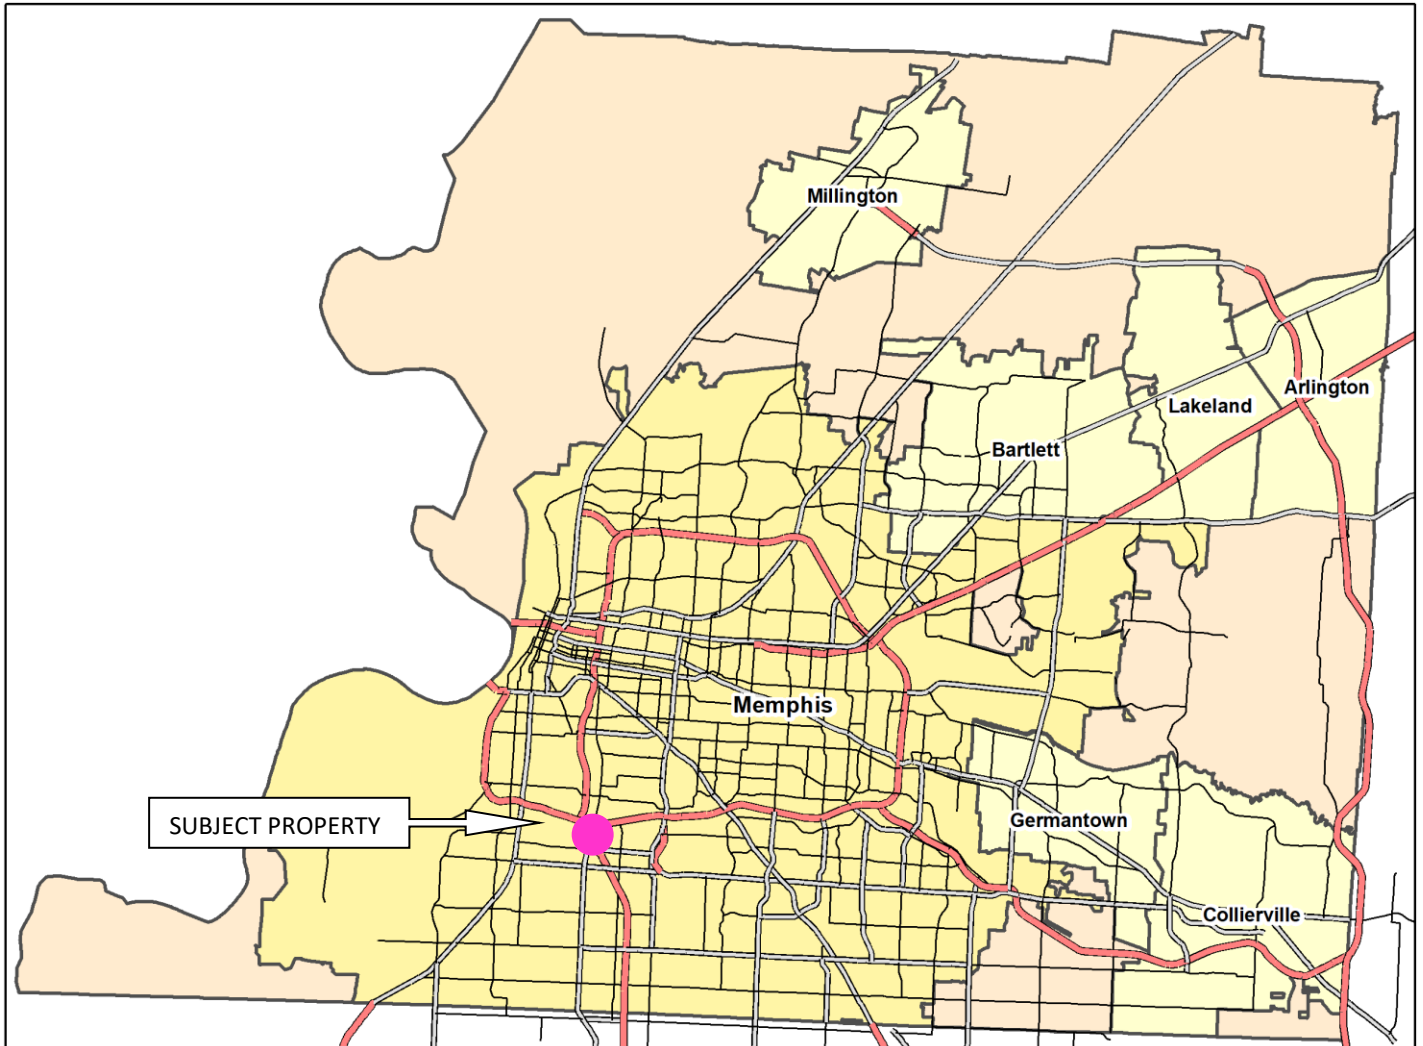 Millington
Arlington
Lakeland
Bartlett
Memphis
SUBJECT PROPERTY
Germantown
Collierville